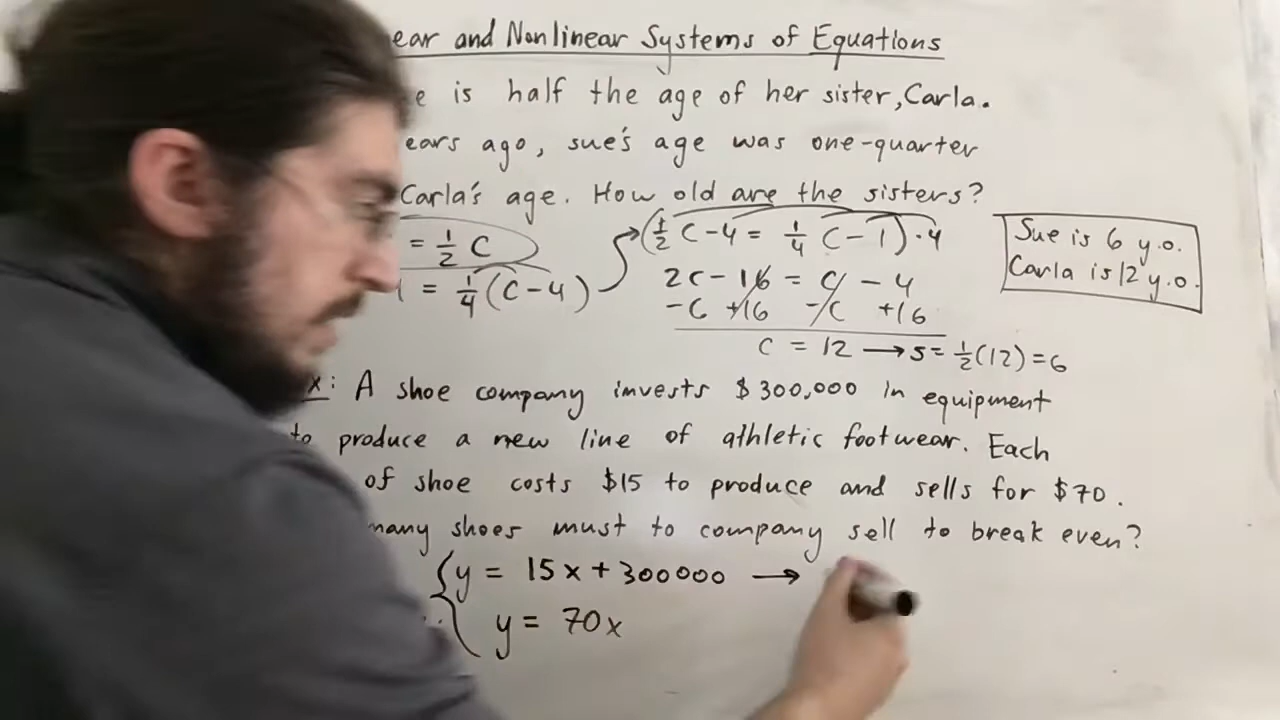 and Nonlinear Systems of Equations
is half the age of her sister, Carla.
ago, sue's age was one-quarter
Carla's age. How old are the sisters?
= 1/2 C
= 1/4 (C-4)
(1/2 C-4 = 1/4 C-1)·4
2C-16 = C - 4
-C +16 -C +16
C = 12 → S = 1/2(12) = 6
Sue is 6 y.o.
Carla is 12 y.o.
A shoe company invests $300,000 in equipment
to produce a new line of athletic footwear. Each
of shoe costs $15 to produce and sells for $70.
many shoes must to company sell to break even?
{y = 15x + 300000 →
y = 70x